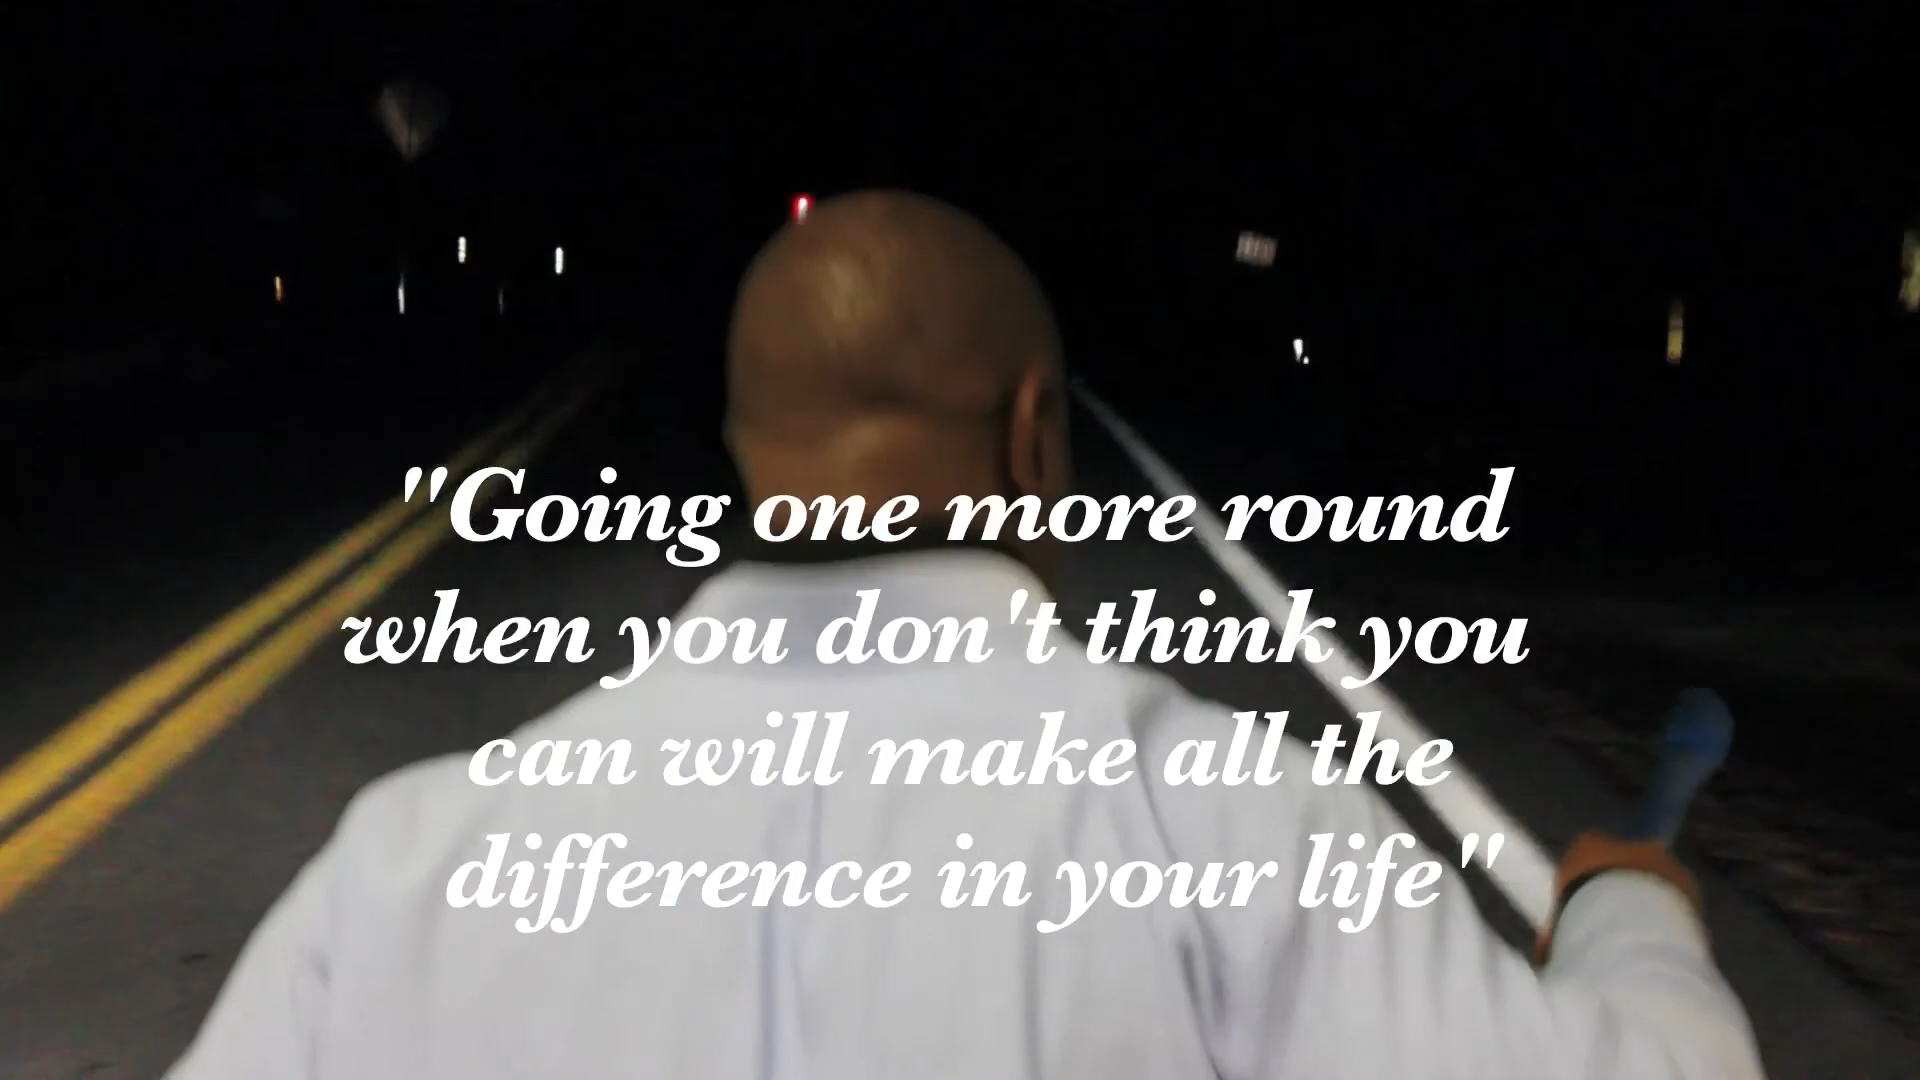 "Going one more round
when you don't think you
can will make all the
difference in your life"